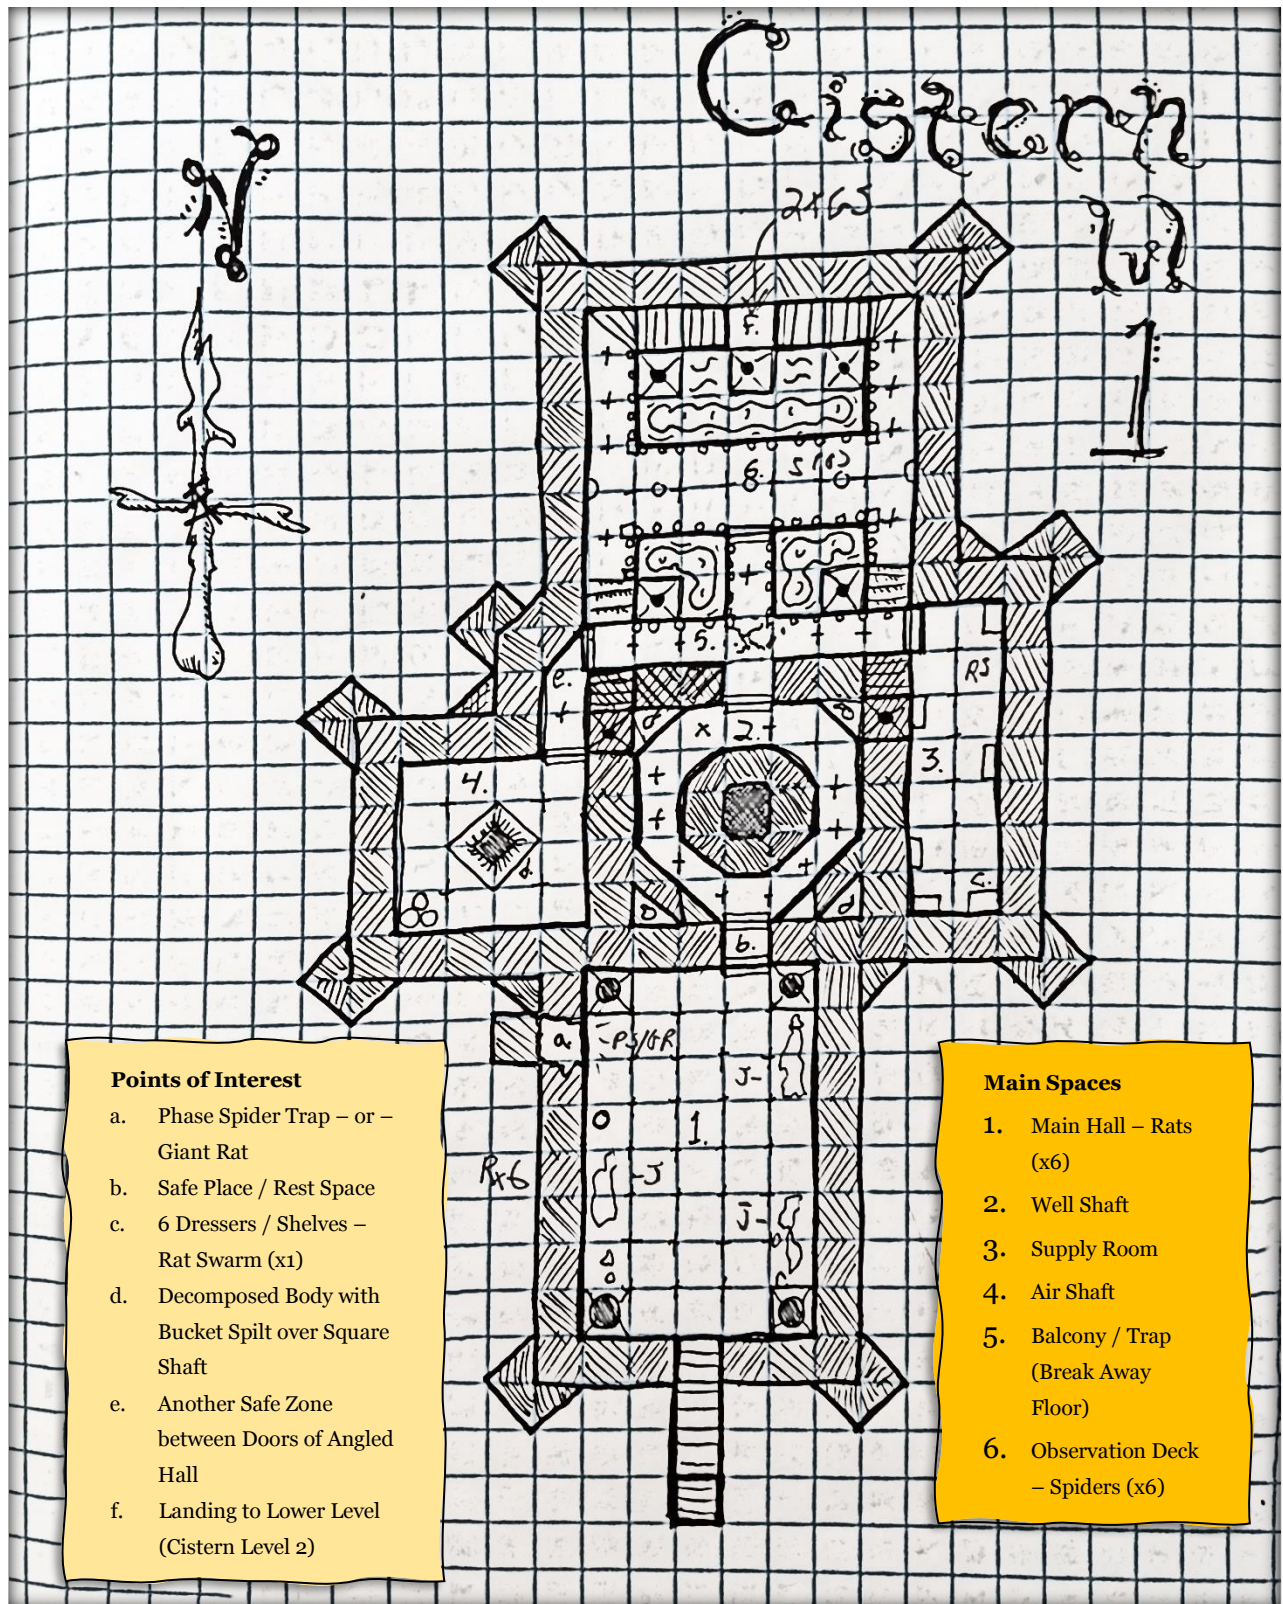 Cistern
N
lvl
1
2xGS
f.
6. S(6)
5.
e.
RS
x 2.
3.
4.
d.
c.
b.
a. -PS/GR
J-
1.
Rx6
-J
J-
Points of Interest
a. Phase Spider Trap – or –
Giant Rat
b. Safe Place / Rest Space
c. 6 Dressers / Shelves –
Rat Swarm (x1)
d. Decomposed Body with
Bucket Spilt over Square
Shaft
e. Another Safe Zone
between Doors of Angled
Hall
f. Landing to Lower Level
(Cistern Level 2)
Main Spaces
1. Main Hall – Rats
(x6)
2. Well Shaft
3. Supply Room
4. Air Shaft
5. Balcony / Trap
(Break Away
Floor)
6. Observation Deck
– Spiders (x6)